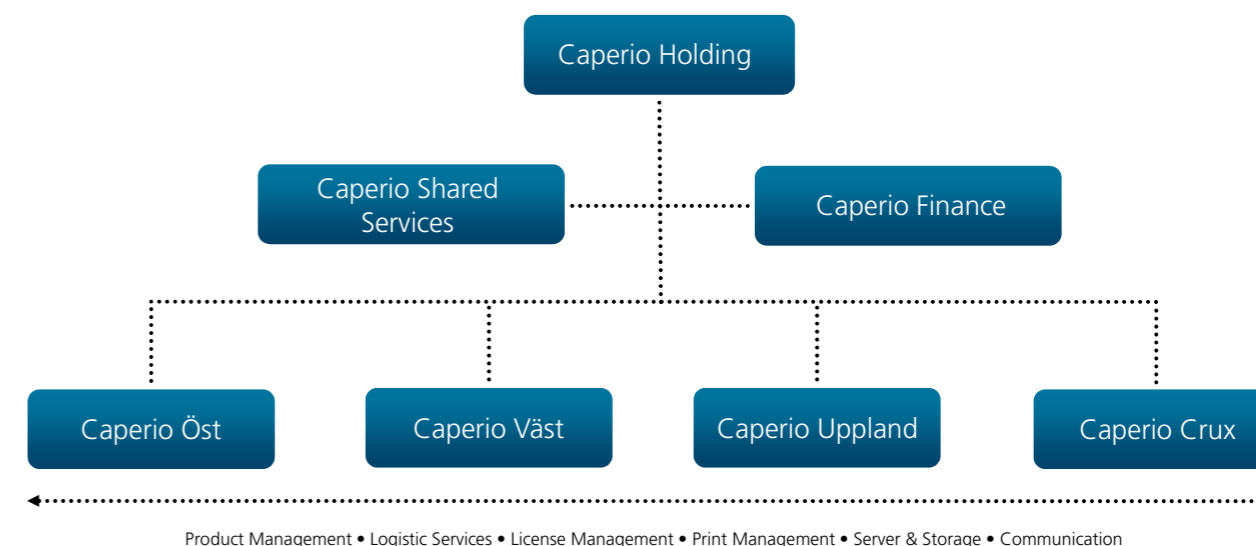 Caperio Holding
Caperio Shared
Services
Caperio Finance
Caperio Öst
Caperio Väst
Caperio Uppland
Caperio Crux
Product Management • Logistic Services • License Management • Print Management • Server & Storage • Communication